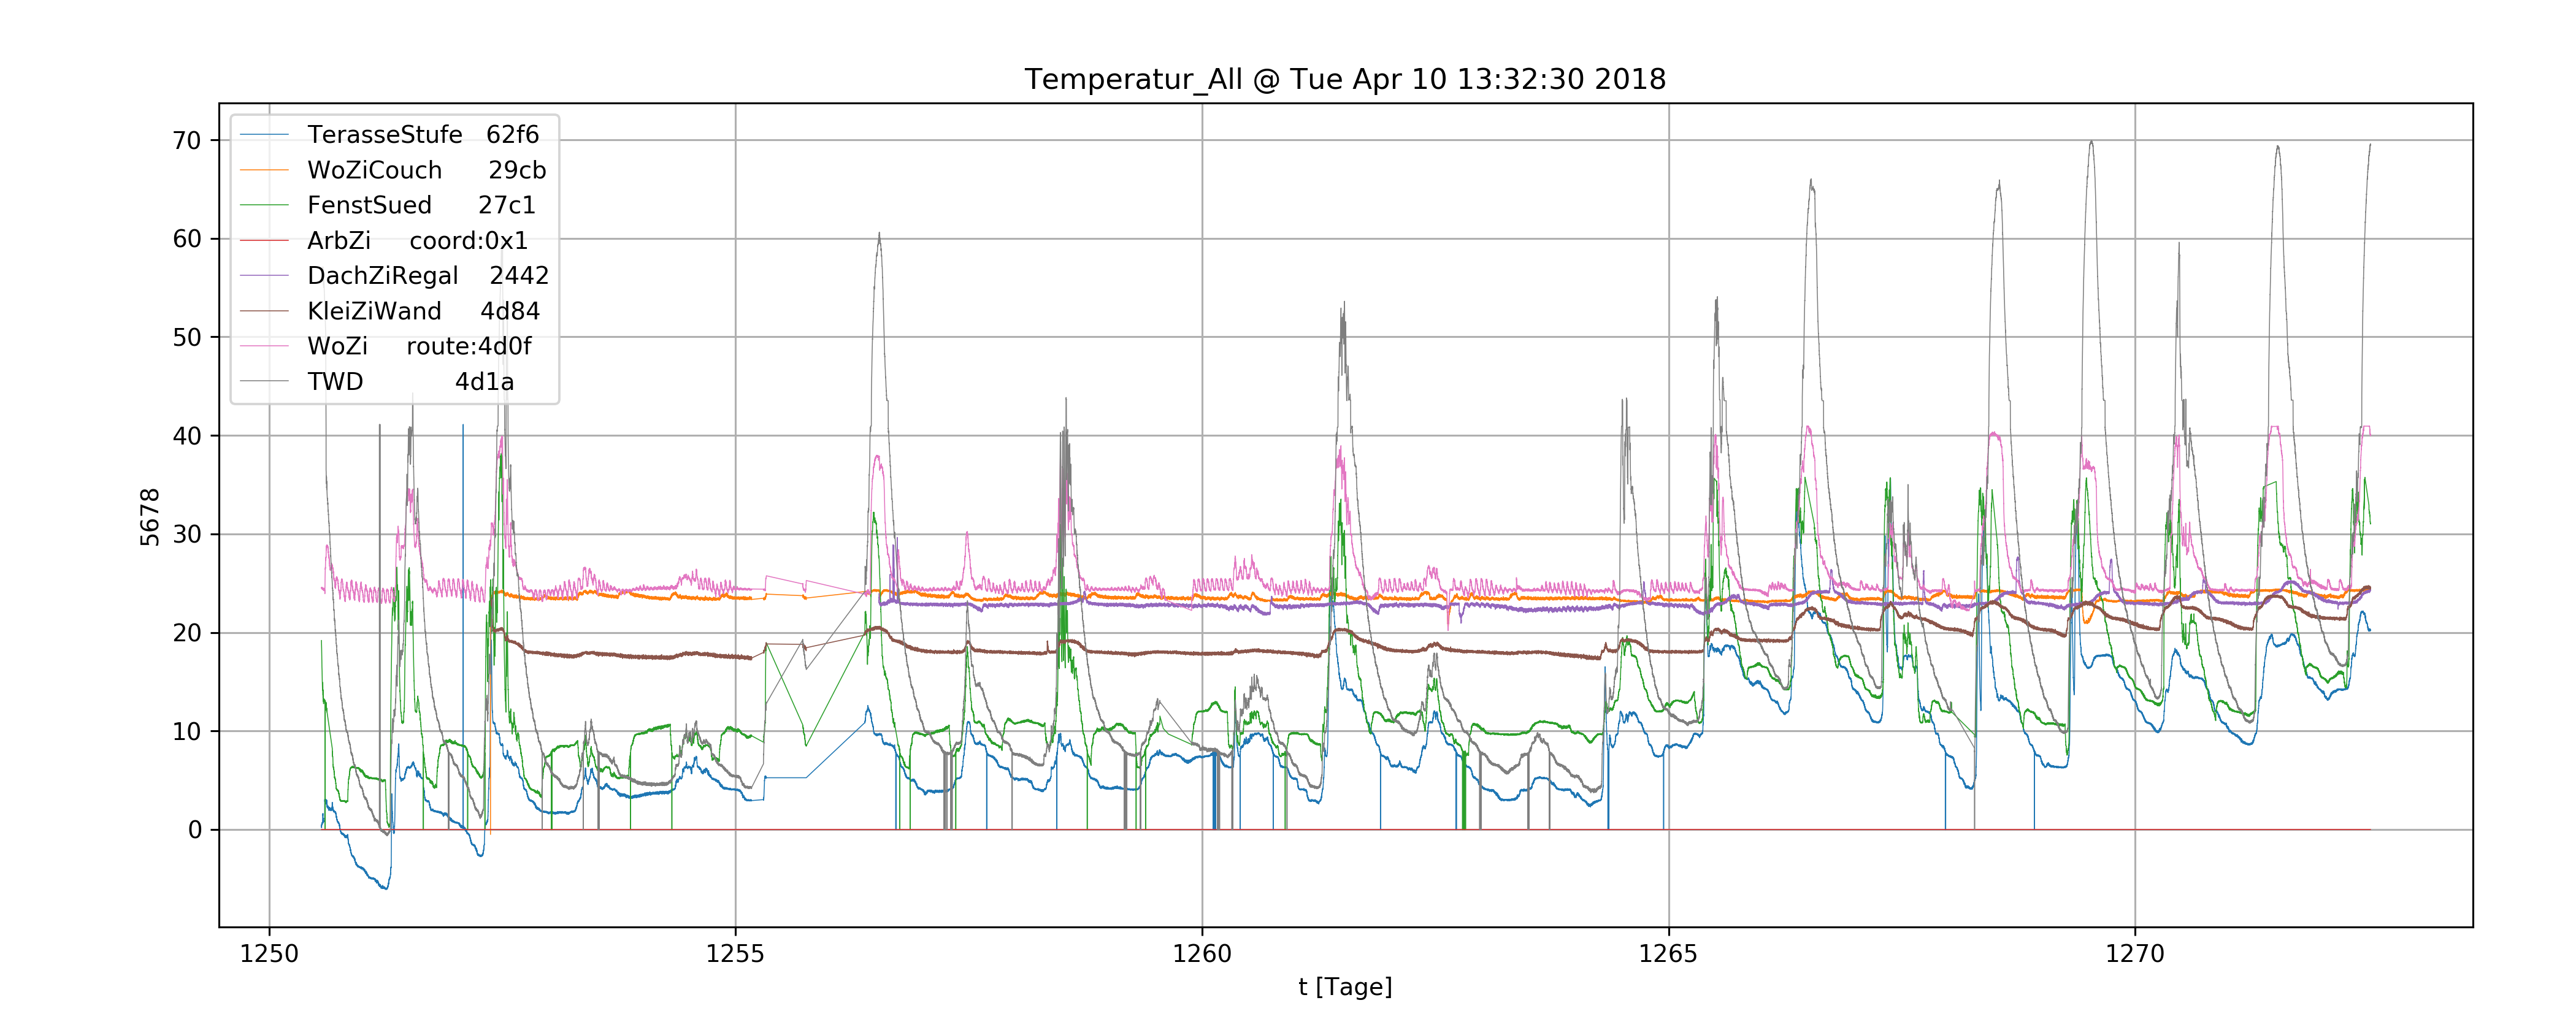 Temperatur_All @ Tue Apr 10 13:32:30 2018
70
60
50
40
30
20
10
0
5678
TerasseStufe 62f6
WoZiCouch 29cb
FenstSued 27c1
ArbZi coord:0x1
DachZiRegal 2442
KleiZiWand 4d84
WoZi route:4d0f
TWD 4d1a
1250 1255 1260 1265 1270
t [Tage]